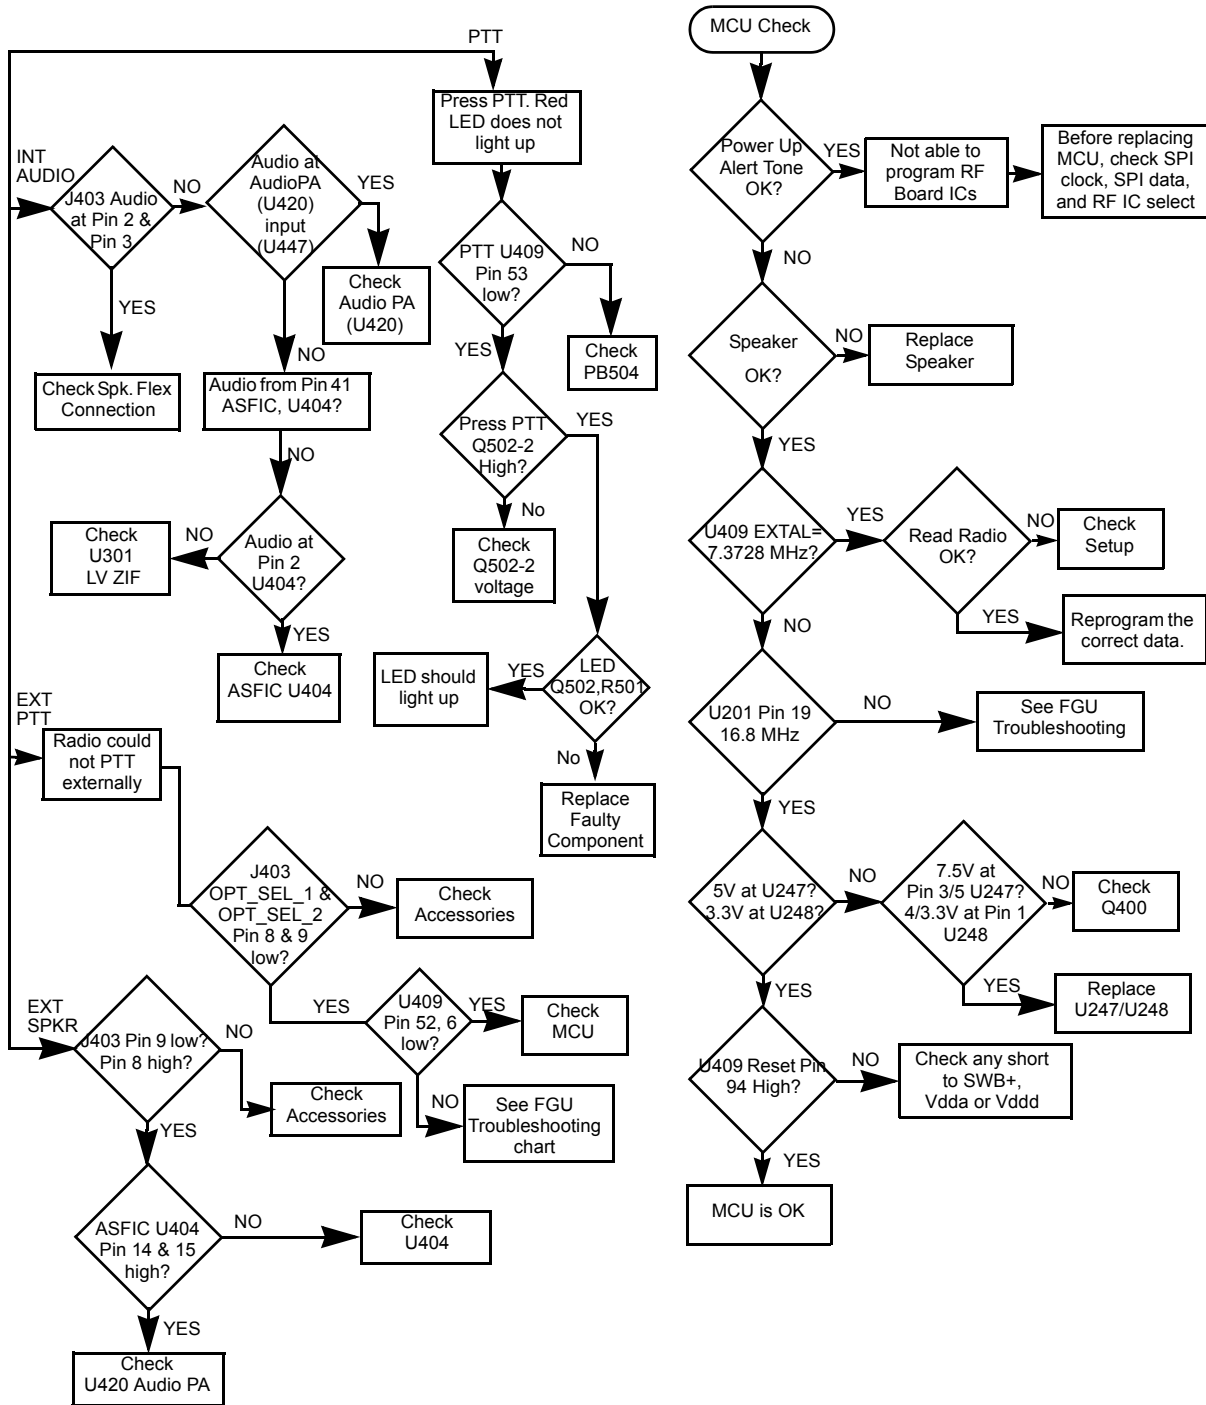 PTT
INT
AUDIO
J403 Audio
at Pin 2 &
Pin 3
NO
YES
Check Spk. Flex
Connection
Audio at
AudioPA
(U420)
input
(U447)
YES
Check
Audio PA
(U420)
NO
Audio from Pin 41
ASFIC, U404?
NO
Audio at
Pin 2
U404?
NO
Check
U301
LV ZIF
YES
Check
ASFIC U404
Press PTT. Red
LED does not
light up
PTT U409
Pin 53
low?
NO
Check
PB504
YES
Press PTT
Q502-2
High?
YES
No
Check
Q502-2
voltage
LED
Q502,R501
OK?
YES
LED should
light up
No
Replace
Faulty
Component
EXT
PTT
Radio could
not PTT
externally
J403
OPT_SEL_1 &
OPT_SEL_2
Pin 8 & 9
low?
NO
Check
Accessories
YES
U409
Pin 52, 6
low?
YES
Check
MCU
NO
See FGU
Troubleshooting
chart
EXT
SPKR
J403 Pin 9 low?
Pin 8 high?
NO
Check
Accessories
YES
ASFIC U404
Pin 14 & 15
high?
NO
Check
U404
YES
Check
U420 Audio PA
MCU Check
Power Up
Alert Tone
OK?
YES
Not able to
program RF
Board ICs
Before replacing
MCU, check SPI
clock, SPI data,
and RF IC select
NO
Speaker
OK?
NO
Replace
Speaker
YES
U409 EXTAL=
7.3728 MHz?
YES
Read Radio
OK?
NO
Check
Setup
YES
Reprogram the
correct data.
NO
U201 Pin 19
16.8 MHz
NO
See FGU
Troubleshooting
YES
5V at U247?
3.3V at U248?
NO
7.5V at
Pin 3/5 U247?
4/3.3V at Pin 1
U248
NO
Check
Q400
YES
Replace
U247/U248
YES
U409 Reset Pin
94 High?
NO
Check any short
to SWB+,
Vdda or Vddd
YES
MCU is OK